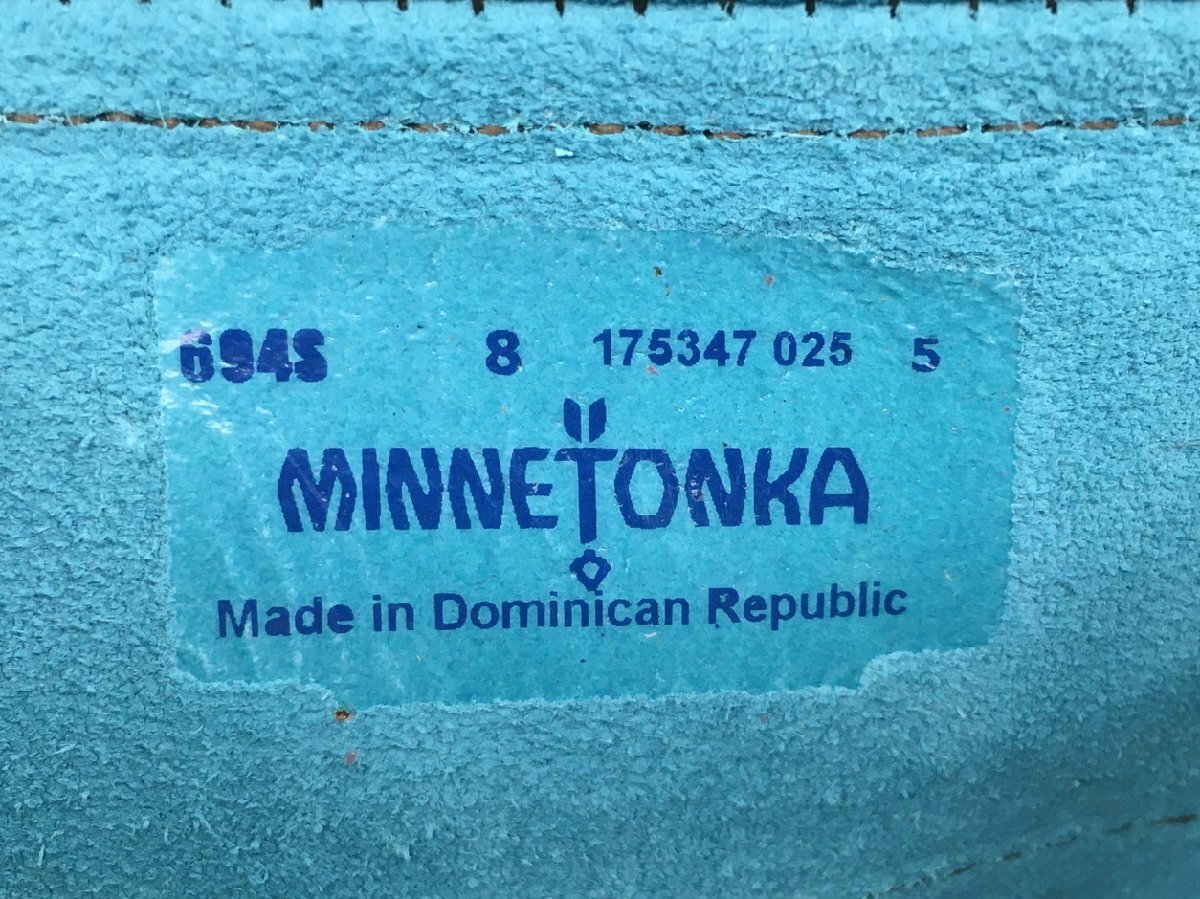 694S 8 175347 025 5
MINNETONKA
Made in Dominican Republic